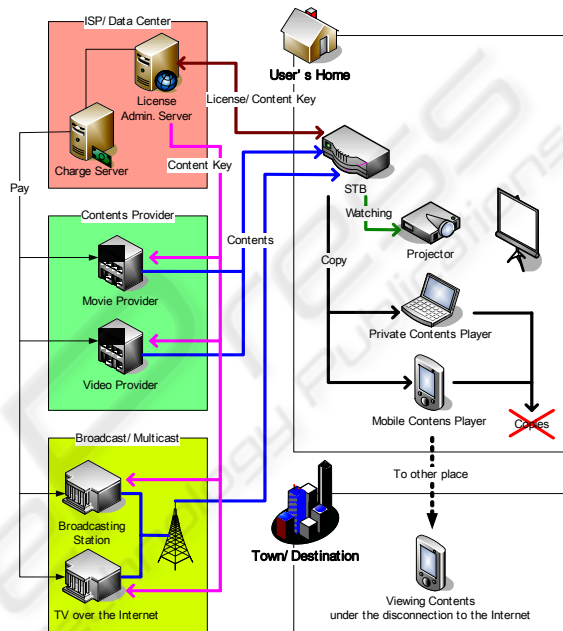 ISP/ Data Center
User' s Home
License
Admin. Server
License/ Content Key
Charge Server
Content Key
Pay
STB
Watching
Contents Provider
Contents
Projector
Copy
Movie Provider
Private Contents Player
Video Provider
Mobile Contens Player
Copies
Broadcast/ Multicast
To other place
Broadcasting
Station
Town/ Destination
TV over the Internet
Viewing Contents
under the disconnection to the Internet